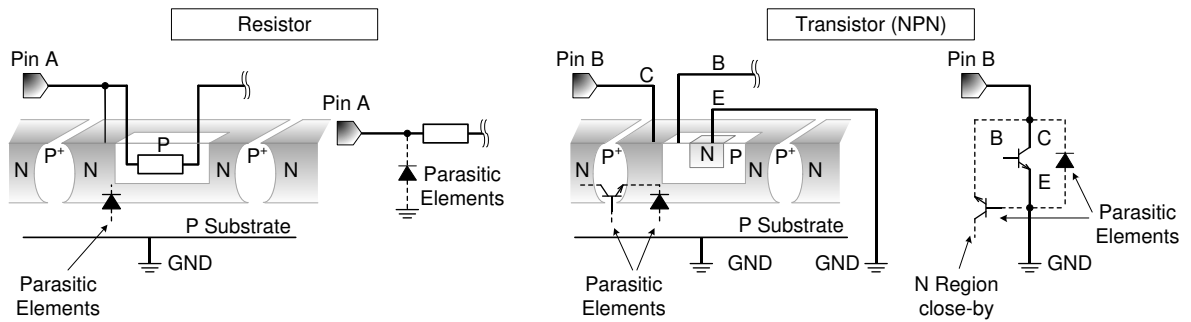 Resistor
Transistor (NPN)
Pin A
Pin A
N
P+
N
P
N
P+
N
Parasitic
Elements
P Substrate
GND
Parasitic
Elements
Pin B
C
B
E
N
P+
N
N
P
N
P+
N
P Substrate
GND
GND
Parasitic
Elements
Pin B
B
C
E
Parasitic
Elements
GND
N Region
close-by